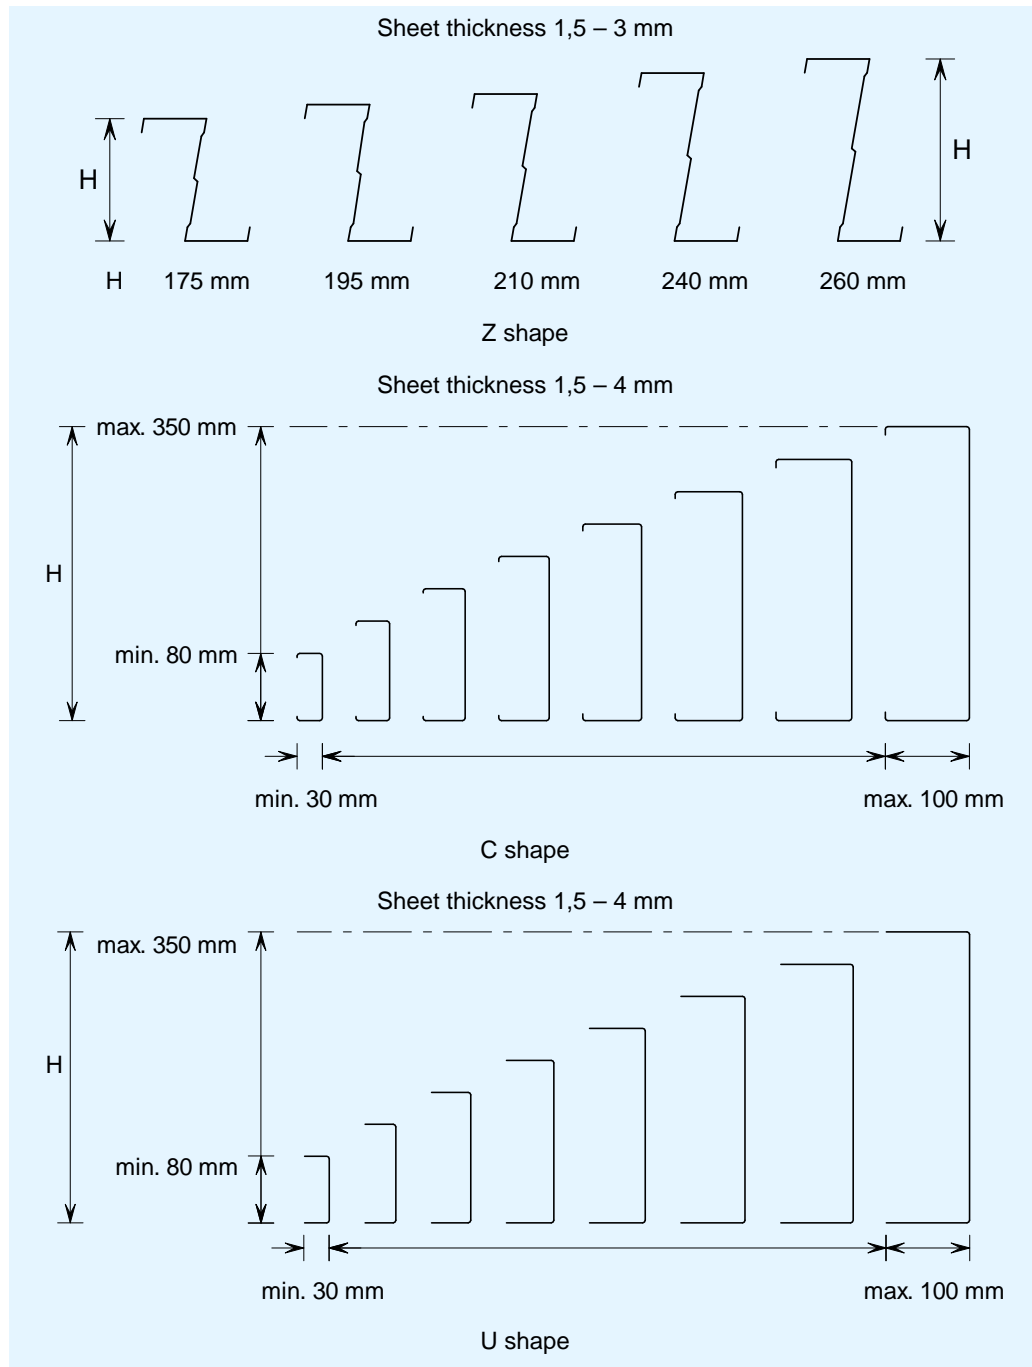 Sheet thickness 1,5 – 3 mm
H
H
H 175 mm 195 mm 210 mm 240 mm 260 mm
Z shape
Sheet thickness 1,5 – 4 mm
max. 350 mm
H
min. 80 mm
min. 30 mm max. 100 mm
C shape
Sheet thickness 1,5 – 4 mm
max. 350 mm
H
min. 80 mm
min. 30 mm max. 100 mm
U shape